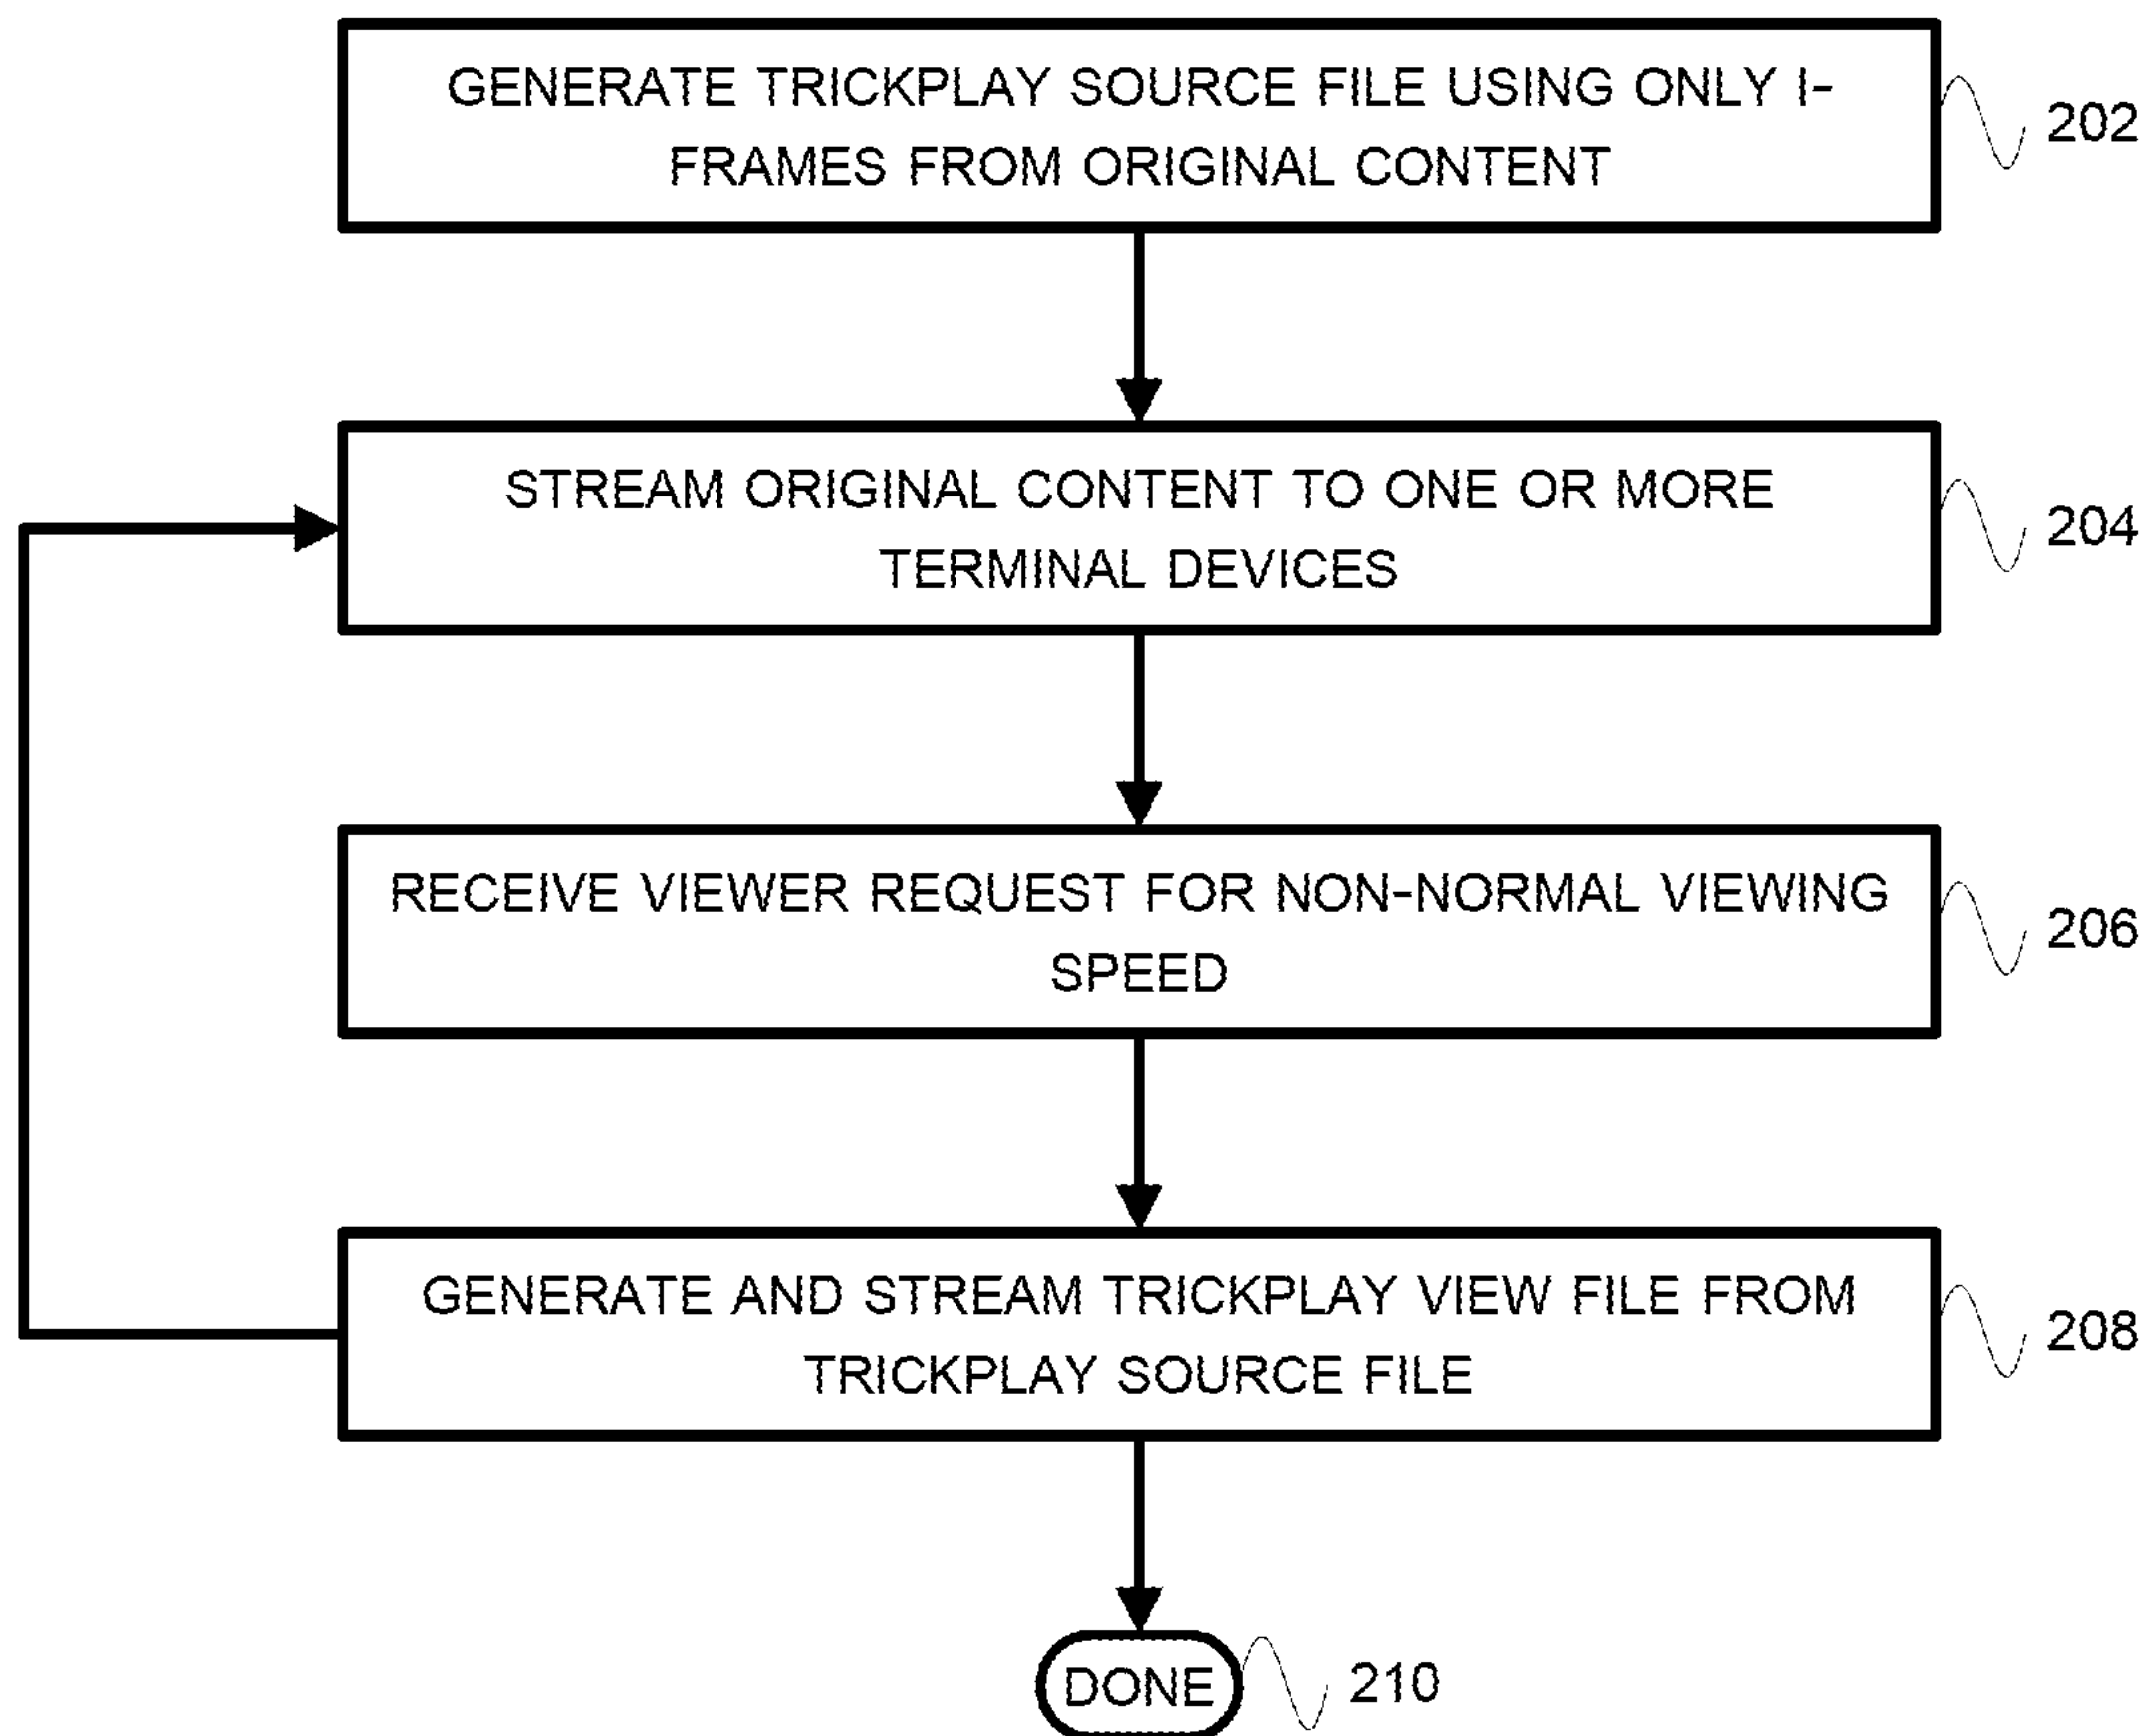 GENERATE TRICKPLAY SOURCE FILE USING ONLY I-
FRAMES FROM ORIGINAL CONTENT
202
STREAM ORIGINAL CONTENT TO ONE OR MORE
TERMINAL DEVICES
204
RECEIVE VIEWER REQUEST FOR NON-NORMAL VIEWING
SPEED
206
GENERATE AND STREAM TRICKPLAY VIEW FILE FROM
TRICKPLAY SOURCE FILE
208
DONE
210